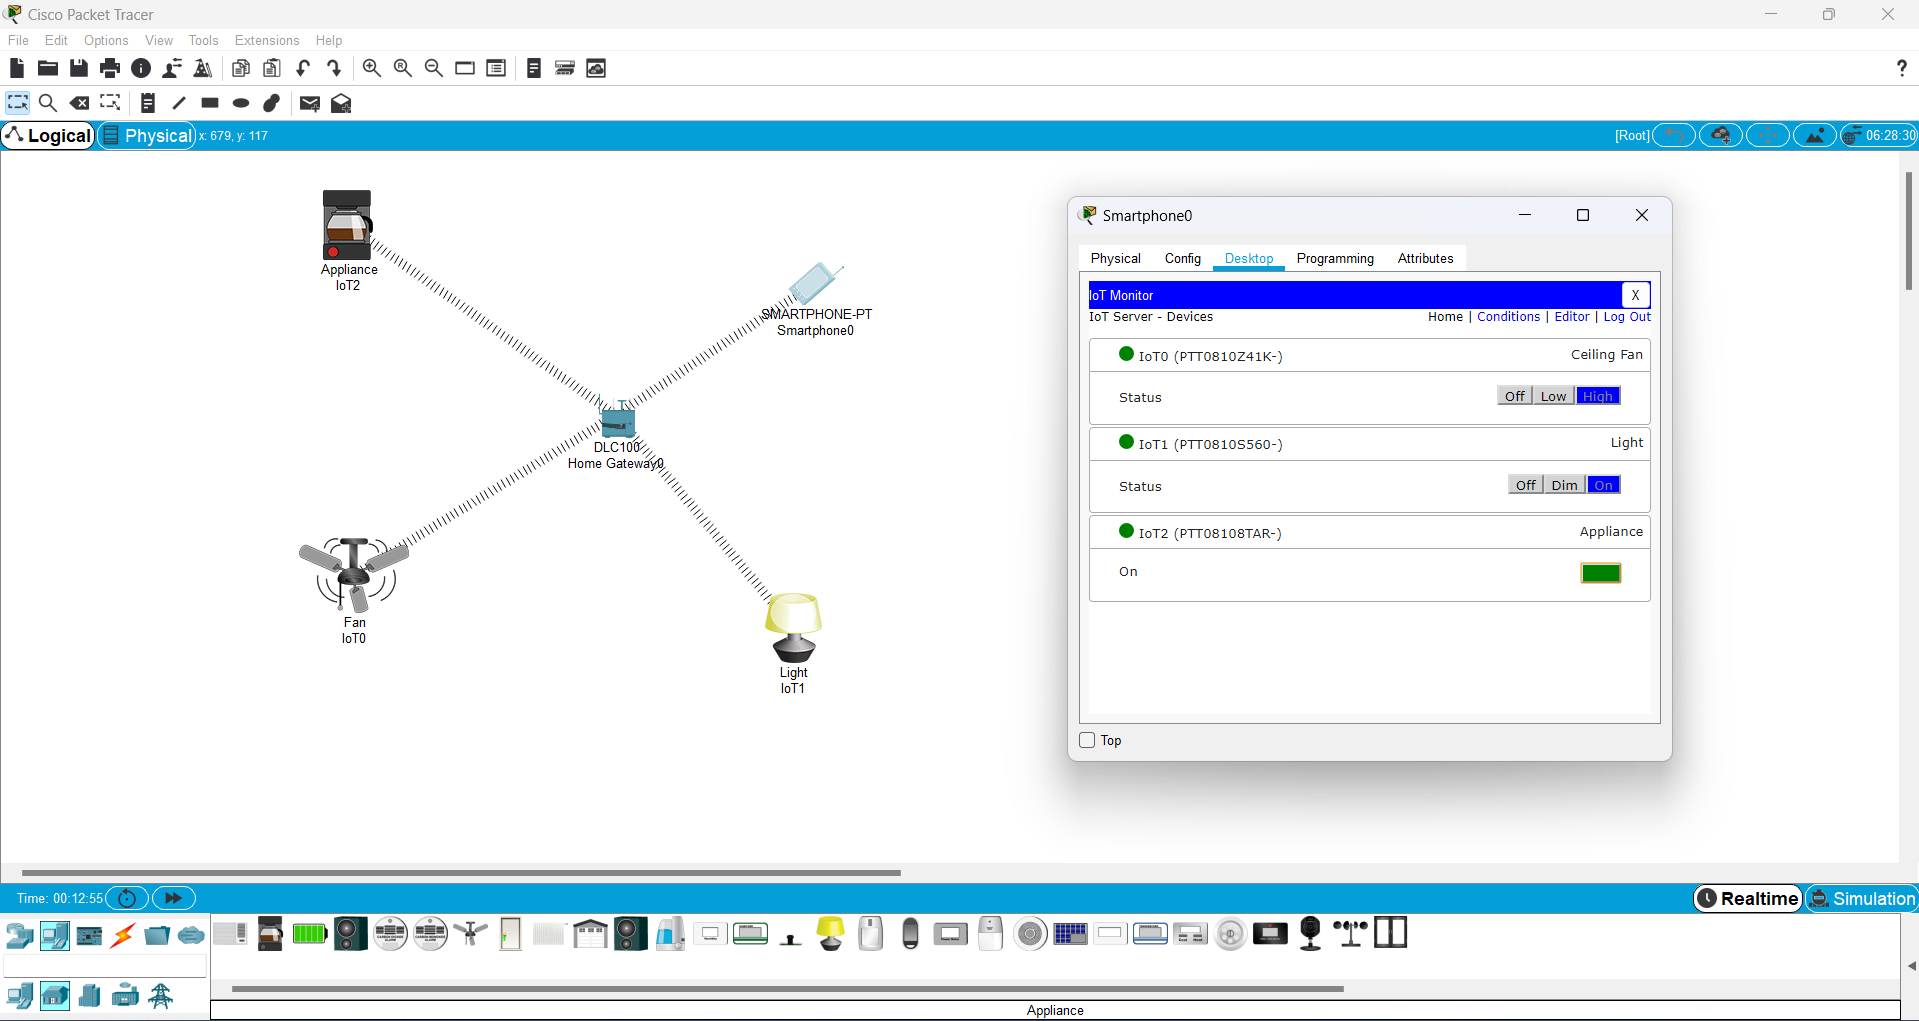 Cisco Packet Tracer
File Edit Options View Tools Extensions Help
?
Logical Physical x: 679, y: 117 [Root] 06:28:30
Appliance
IoT2
SMARTPHONE-PT
Smartphone0
DLC100
Home Gateway0
Fan
IoT0
Light
IoT1
Smartphone0
Physical Config Desktop Programming Attributes
IoT Monitor X
IoT Server - Devices Home | Conditions | Editor | Log Out
IoT0 (PTT0810Z41K-) Ceiling Fan
Status Off Low High
IoT1 (PTT0810S560-) Light
Status Off Dim On
IoT2 (PTT08108TAR-) Appliance
On
Top
Time: 00:12:55 Realtime Simulation
Appliance